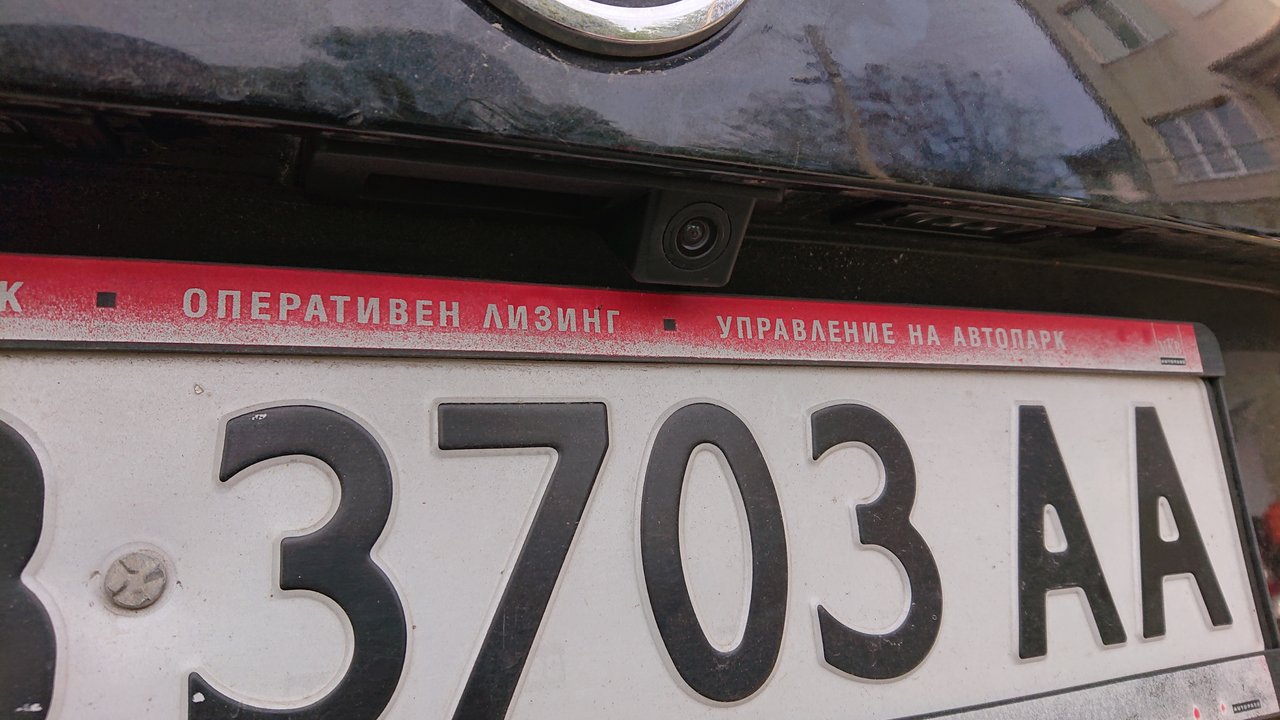 К ▪ ОПЕРАТИВЕН ЛИЗИНГ ▪ УПРАВЛЕНИЕ НА АВТОПАРК
В 3703 АА